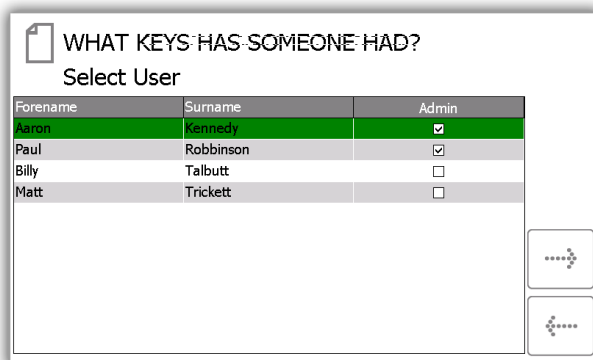 WHAT KEYS HAS SOMEONE HAD?
Select User
Forename Surname Admin
Aaron Kennedy
Paul Robbinson
Billy Talbutt
Matt Trickett